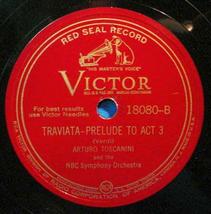 RED SEAL RECORD
"HIS MASTER'S VOICE"
VICTOR
For best results
use Victor Needles
18080-B
TRAVIATA-PRELUDE TO ACT 3
(Verdi)
ARTURO TOSCANINI
and the
NBC Symphony Orchestra